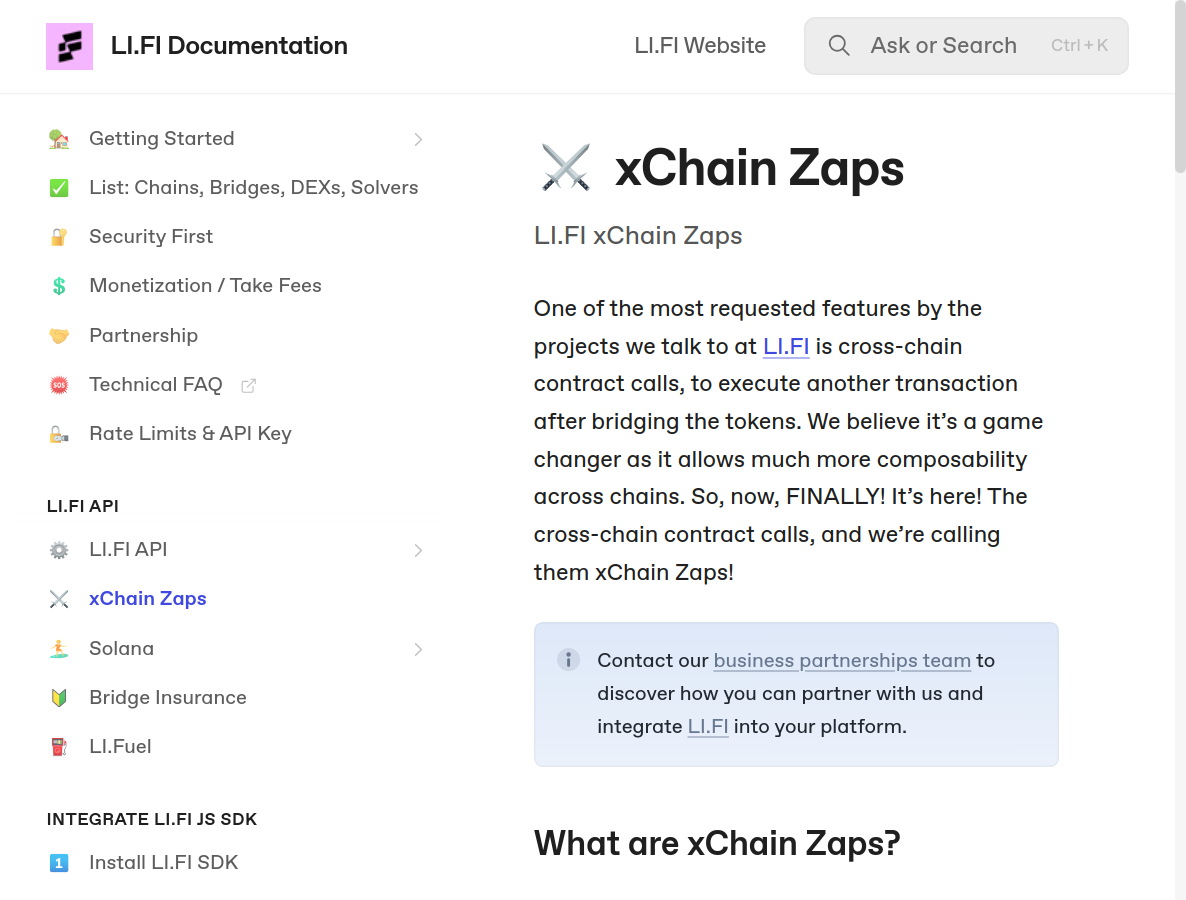 LI.FI Documentation
LI.FI Website
Ask or Search
Ctrl + K
Getting Started
List: Chains, Bridges, DEXs, Solvers
Security First
Monetization / Take Fees
Partnership
Technical FAQ
Rate Limits & API Key
LI.FI API
LI.FI API
xChain Zaps
Solana
Bridge Insurance
LI.Fuel
INTEGRATE LI.FI JS SDK
1 Install LI.FI SDK
xChain Zaps
LI.FI xChain Zaps
One of the most requested features by the
projects we talk to at LI.FI is cross-chain
contract calls, to execute another transaction
after bridging the tokens. We believe it’s a game
changer as it allows much more composability
across chains. So, now, FINALLY! It’s here! The
cross-chain contract calls, and we’re calling
them xChain Zaps!
Contact our business partnerships team to
discover how you can partner with us and
integrate LI.FI into your platform.
What are xChain Zaps?